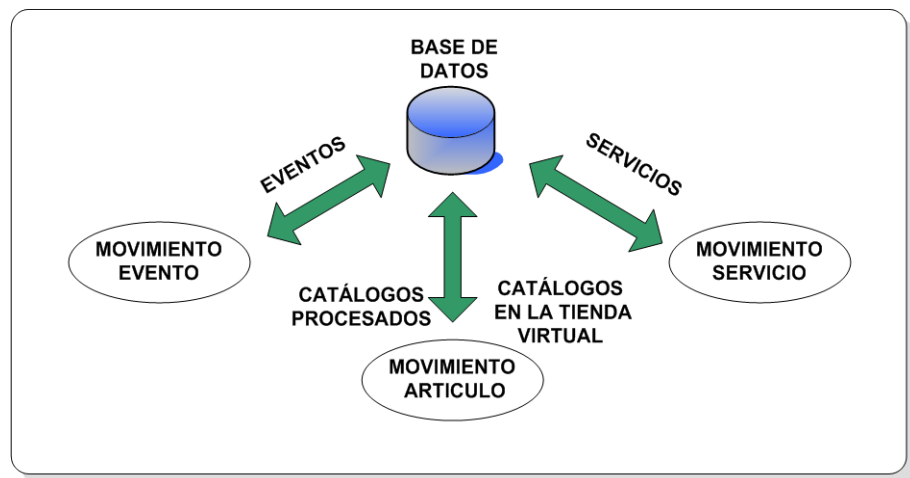 BASE DE
DATOS
EVENTOS
SERVICIOS
MOVIMIENTO
EVENTO
MOVIMIENTO
SERVICIO
CATÁLOGOS
PROCESADOS
CATÁLOGOS
EN LA TIENDA
VIRTUAL
MOVIMIENTO
ARTICULO